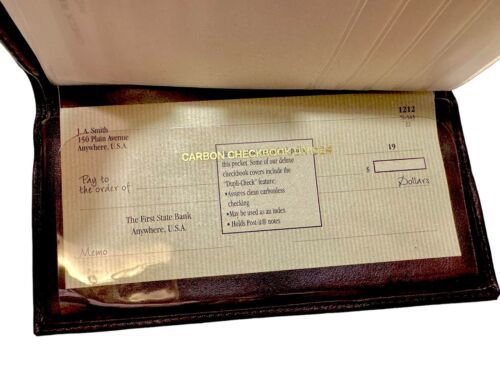 1212
J. A. Smith
150 Plain Avenue
Anywhere, U.S.A
CARBON CHECKBOOK
19
this pocket. Some of our deluxe
checkbook covers include the
"Dupli-Check" feature:
• Assures clean carbonless
checking
• May be used as an index
• Holds Post-it® notes
Pay to
the order of
$
Dollars
The First State Bank
Anywhere, U.S.A.
Memo